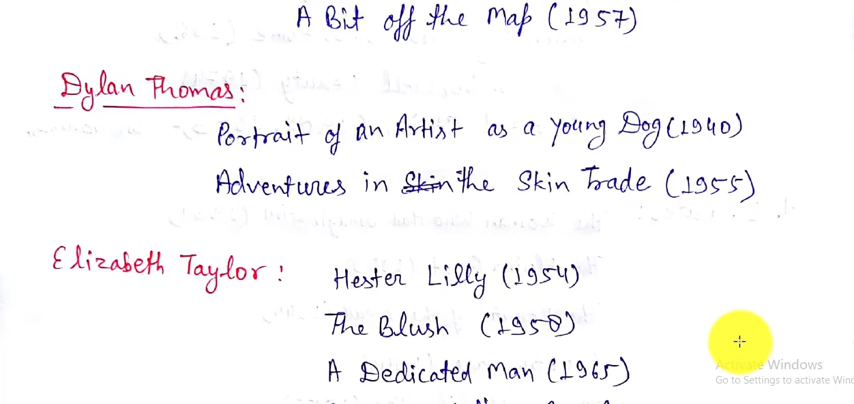 A Bit off the Map (1957)
Dylan Thomas:
Portrait of an Artist as a Young Dog (1940)
Adventures in the Skin Trade (1955)
Elizabeth Taylor:
Hester Lilly (1954)
The Blush (1958)
A Dedicated Man (1965)
Activate Windows
Go to Settings to activate Wind